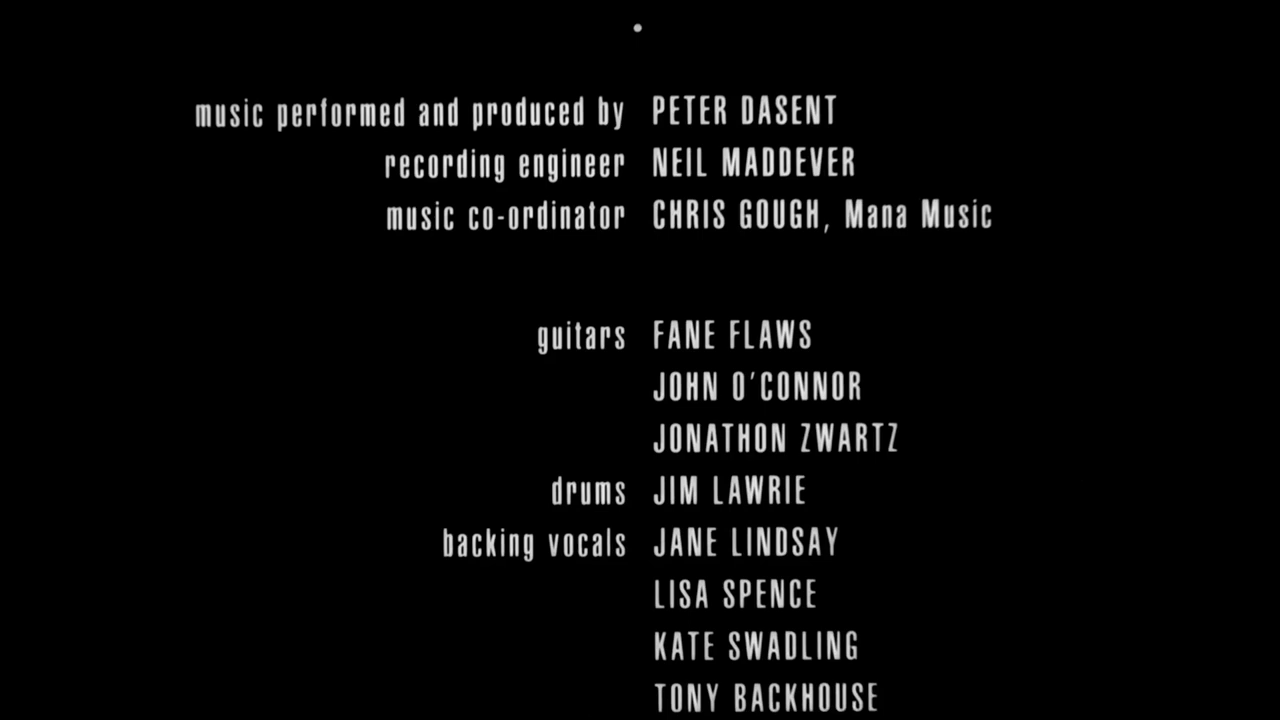 music performed and produced by PETER DASENT
recording engineer NEIL MADDEVER
music co-ordinator CHRIS GOUGH, Mana Music
guitars FANE FLAWS
JOHN O'CONNOR
JONATHON ZWARTZ
drums JIM LAWRIE
backing vocals JANE LINDSAY
LISA SPENCE
KATE SWADLING
TONY BACKHOUSE